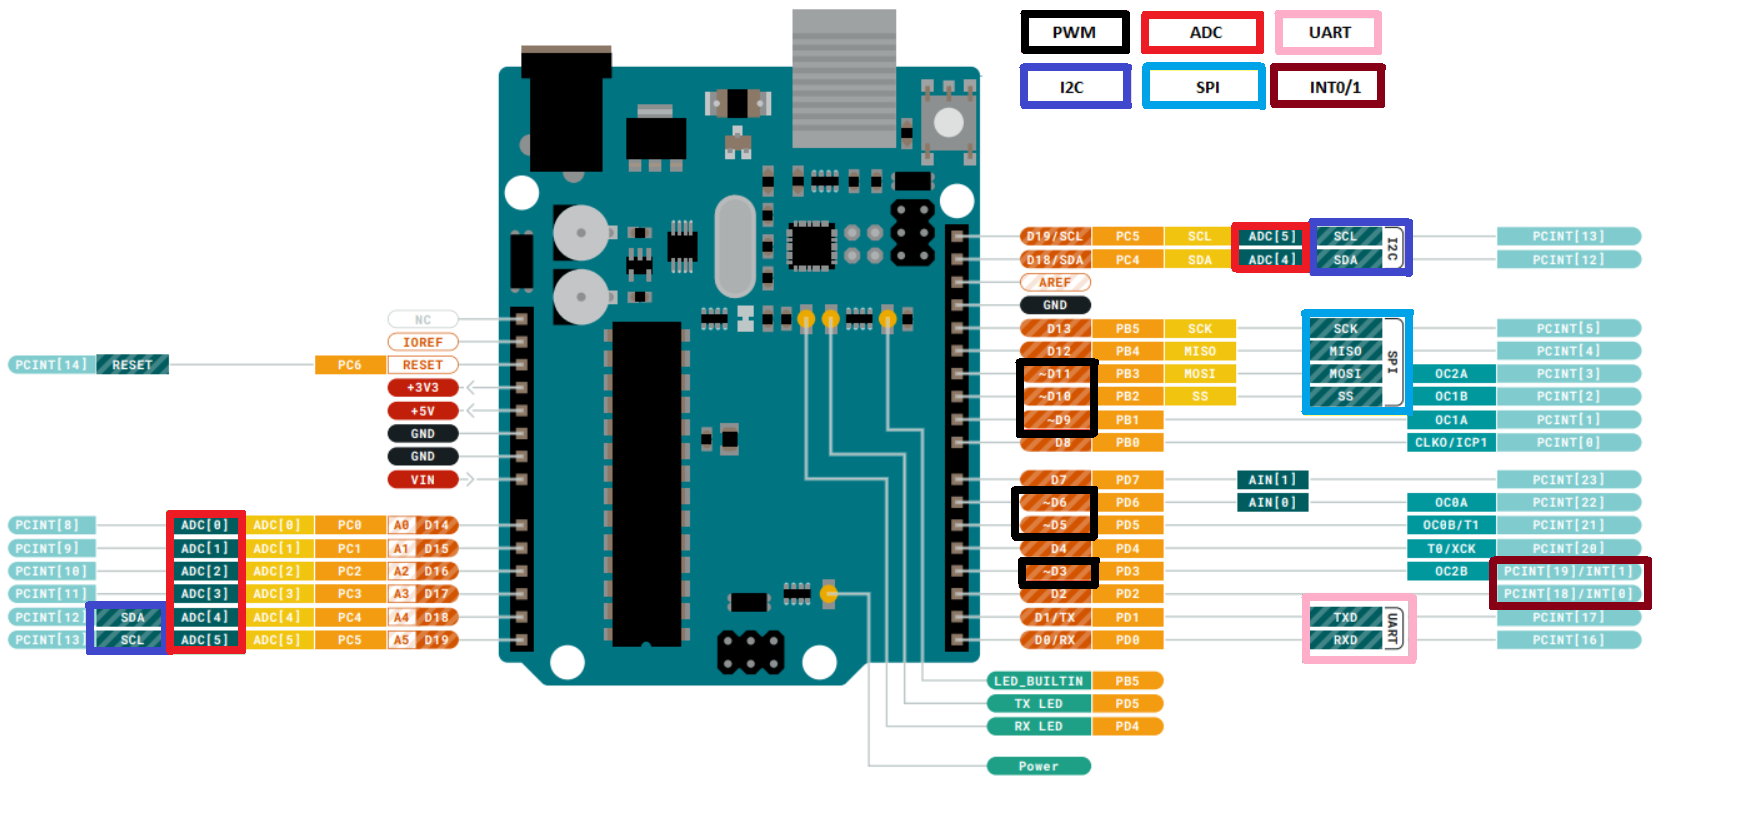 PWM ADC UART
I2C SPI INT0/1
D19/SCL PC5 SCL ADC[5] SCL PCINT[13]
D18/SDA PC4 SDA ADC[4] SDA PCINT[12]
I2C
AREF
GND
D13 PB5 SCK SCK PCINT[5]
D12 PB4 MISO MISO PCINT[4]
~D11 PB3 MOSI MOSI OC2A PCINT[3]
~D10 PB2 SS SS OC1B PCINT[2]
SPI
~D9 PB1 OC1A PCINT[1]
D8 PB0 CLKO/ICP1 PCINT[0]
D7 PD7 AIN[1] PCINT[23]
~D6 PD6 AIN[0] OC0A PCINT[22]
~D5 PD5 OC0B/T1 PCINT[21]
D4 PD4 T0/XCK PCINT[20]
~D3 PD3 OC2B PCINT[19]/INT[1]
D2 PD2 PCINT[18]/INT[0]
D1/TX PD1 TXD PCINT[17]
D0/RX PD0 RXD PCINT[16]
UART
NC
IOREF
PCINT[14] RESET PC6 RESET
+3V3
+5V
GND
GND
VIN
PCINT[8] ADC[0] ADC[0] PC0 A0 D14
PCINT[9] ADC[1] ADC[1] PC1 A1 D15
PCINT[10] ADC[2] ADC[2] PC2 A2 D16
PCINT[11] ADC[3] ADC[3] PC3 A3 D17
PCINT[12] SDA ADC[4] ADC[4] PC4 A4 D18
PCINT[13] SCL ADC[5] ADC[5] PC5 A5 D19
LED_BUILTIN PB5
TX LED PD5
RX LED PD4
Power